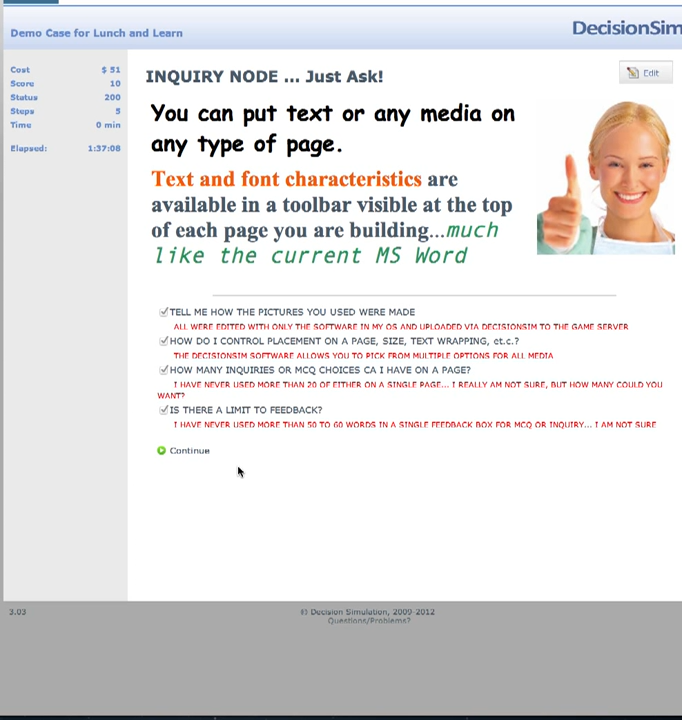 Demo Case for Lunch and Learn
DecisionSim
Cost $ 51
Score 10
Status 200
Steps 5
Time 0 min
Elapsed: 1:37:08
INQUIRY NODE ... Just Ask!
Edit
You can put text or any media on
any type of page.
Text and font characteristics are
available in a toolbar visible at the top
of each page you are building...much
like the current MS Word
TELL ME HOW THE PICTURES YOU USED WERE MADE
ALL WERE EDITED WITH ONLY THE SOFTWARE IN MY OS AND UPLOADED VIA DECISIONSIM TO THE GAME SERVER
HOW DO I CONTROL PLACEMENT ON A PAGE, SIZE, TEXT WRAPPING, et.c.?
THE DECISIONSIM SOFTWARE ALLOWS YOU TO PICK FROM MULTIPLE OPTIONS FOR ALL MEDIA
HOW MANY INQUIRIES OR MCQ CHOICES CA I HAVE ON A PAGE?
I HAVE NEVER USED MORE THAN 20 OF EITHER ON A SINGLE PAGE... I REALLY AM NOT SURE, BUT HOW MANY COULD YOU
WANT?
IS THERE A LIMIT TO FEEDBACK?
I HAVE NEVER USED MORE THAN 50 TO 60 WORDS IN A SINGLE FEEDBACK BOX FOR MCQ OR INQUIRY... I AM NOT SURE
Continue
3.03
© Decision Simulation, 2009-2012
Questions/Problems?